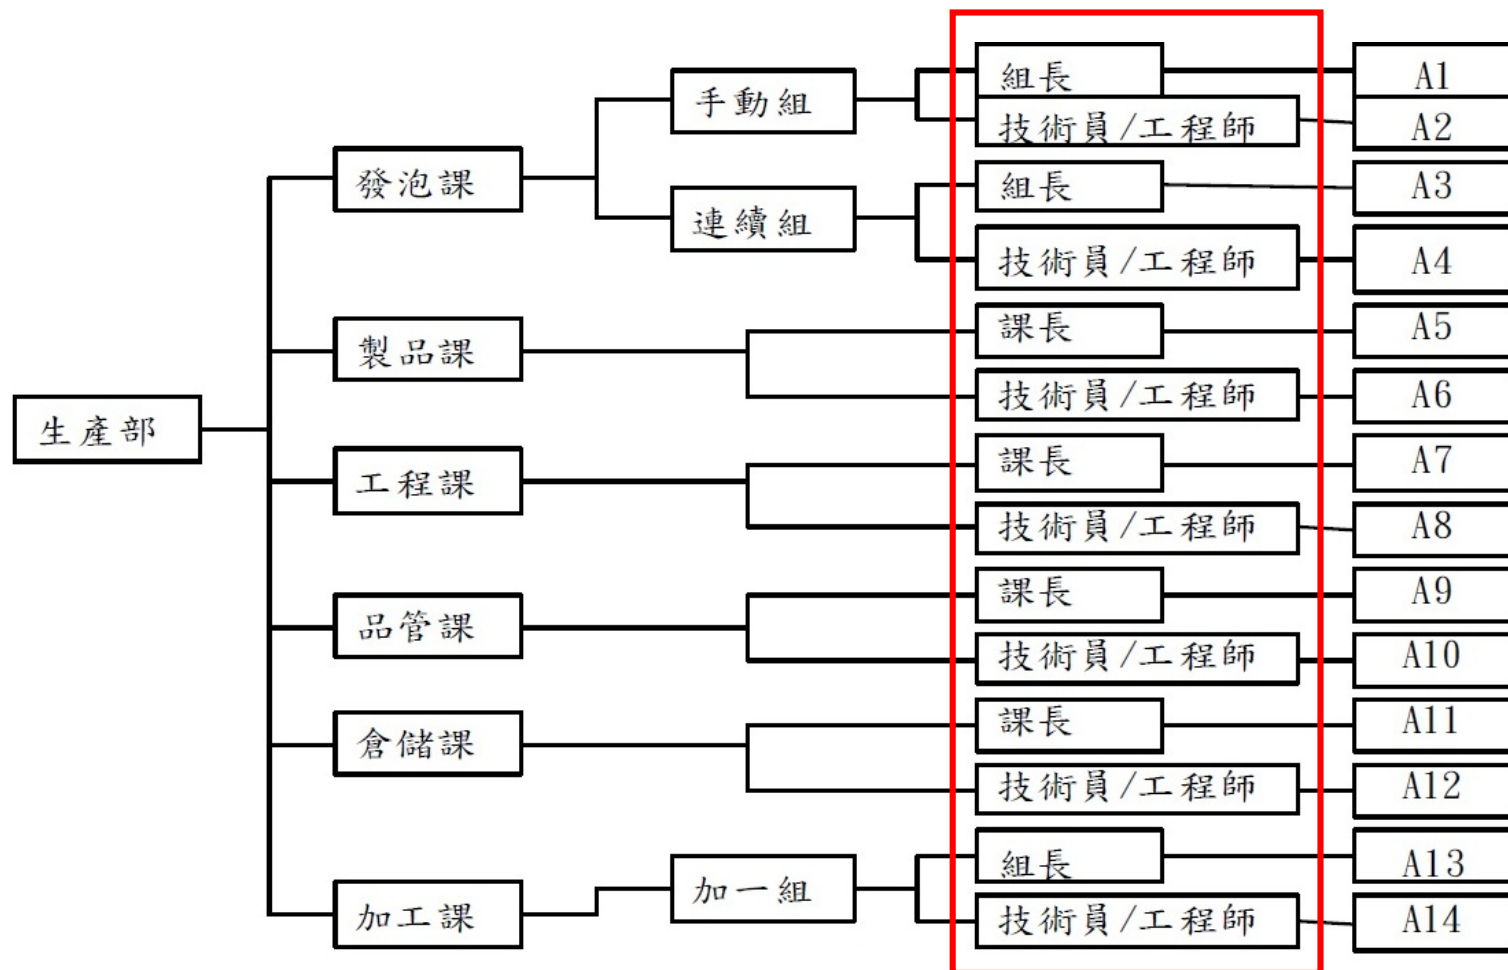 組長
A1
手動組
技術員/工程師
A2
發泡課
組長
A3
連續組
技術員/工程師
A4
課長
A5
製品課
技術員/工程師
A6
生產部
課長
A7
工程課
技術員/工程師
A8
課長
A9
品管課
技術員/工程師
A10
課長
A11
倉儲課
技術員/工程師
A12
組長
A13
加一組
加工課
技術員/工程師
A14